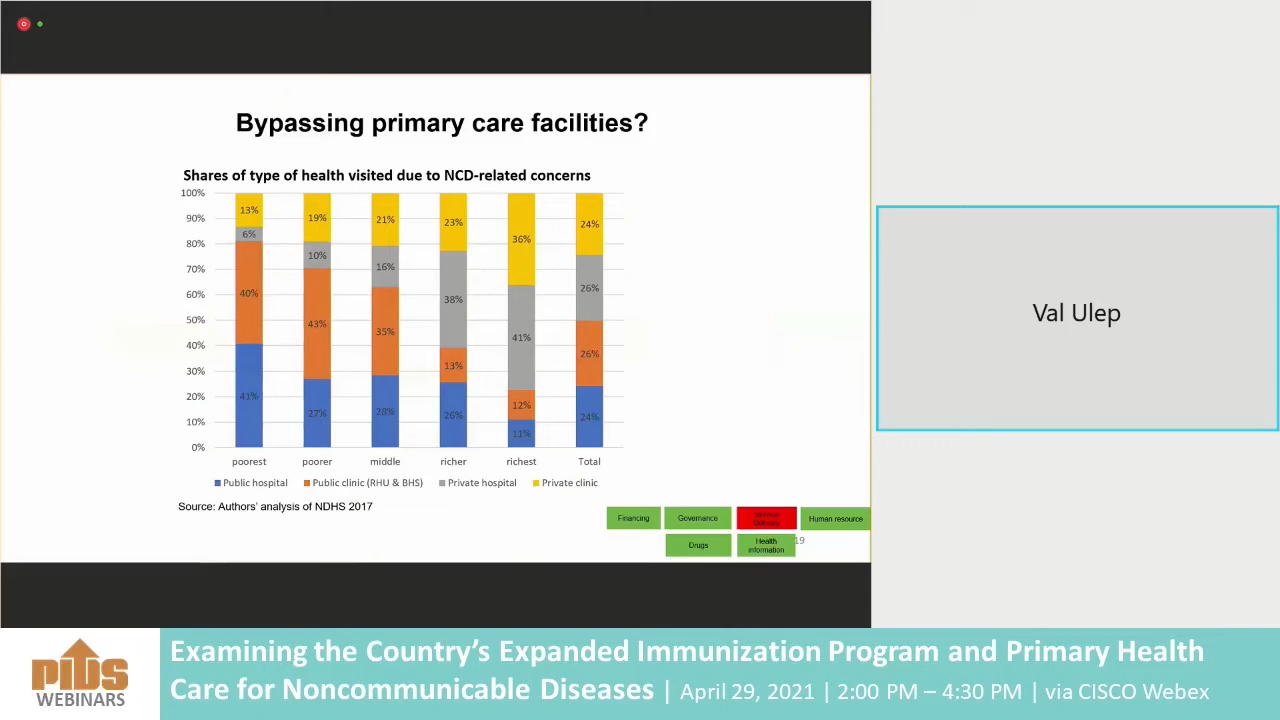 Bypassing primary care facilities?
Shares of type of health visited due to NCD-related concerns
100%
90%
80%
70%
60%
50%
40%
30%
20%
10%
0%
13% 19% 21% 23% 36% 24%
6% 10% 16% 38% 41% 26%
40% 43% 35% 13% 12% 26%
41% 27% 28% 26% 11% 24%
poorest poorer middle richer richest Total
Public hospital Public clinic (RHU & BHS) Private hospital Private clinic
Source: Authors' analysis of NDHS 2017
Financing Governance Human resource
Drugs Health information
19
Val Ulep
PIDS
WEBINARS
Examining the Country's Expanded Immunization Program and Primary Health
Care for Noncommunicable Diseases | April 29, 2021 | 2:00 PM – 4:30 PM | via CISCO Webex